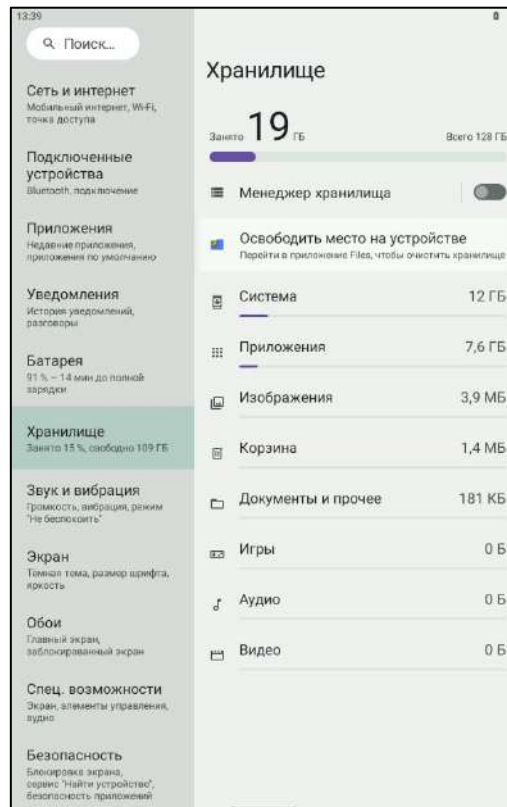 13:39
Поиск...
Сеть и интернет
Мобильный интернет, Wi-Fi,
точка доступа
Подключенные
устройства
Bluetooth, подключение
Приложения
Недавние приложения,
приложения по умолчанию
Уведомления
История уведомлений,
разговоры
Батарея
91 % – 14 мин до полной
зарядки
Хранилище
Занято 15 %, свободно 109 ГБ
Звук и вибрация
Громкость, вибрация, режим
"Не беспокоить"
Экран
Темная тема, размер шрифта,
яркость
Обои
Главный экран,
заблокированный экран
Спец. возможности
Экран, элементы управления,
аудио
Безопасность
Блокировка экрана,
сервис "Найти устройство",
безопасность приложений
Хранилище
Занято 19 ГБ
Всего 128 ГБ
Менеджер хранилища
Освободить место на устройстве
Перейти в приложение Files, чтобы очистить хранилище
Система 12 ГБ
Приложения 7,6 ГБ
Изображения 3,9 МБ
Корзина 1,4 МБ
Документы и прочее 181 КБ
Игры 0 Б
Аудио 0 Б
Видео 0 Б